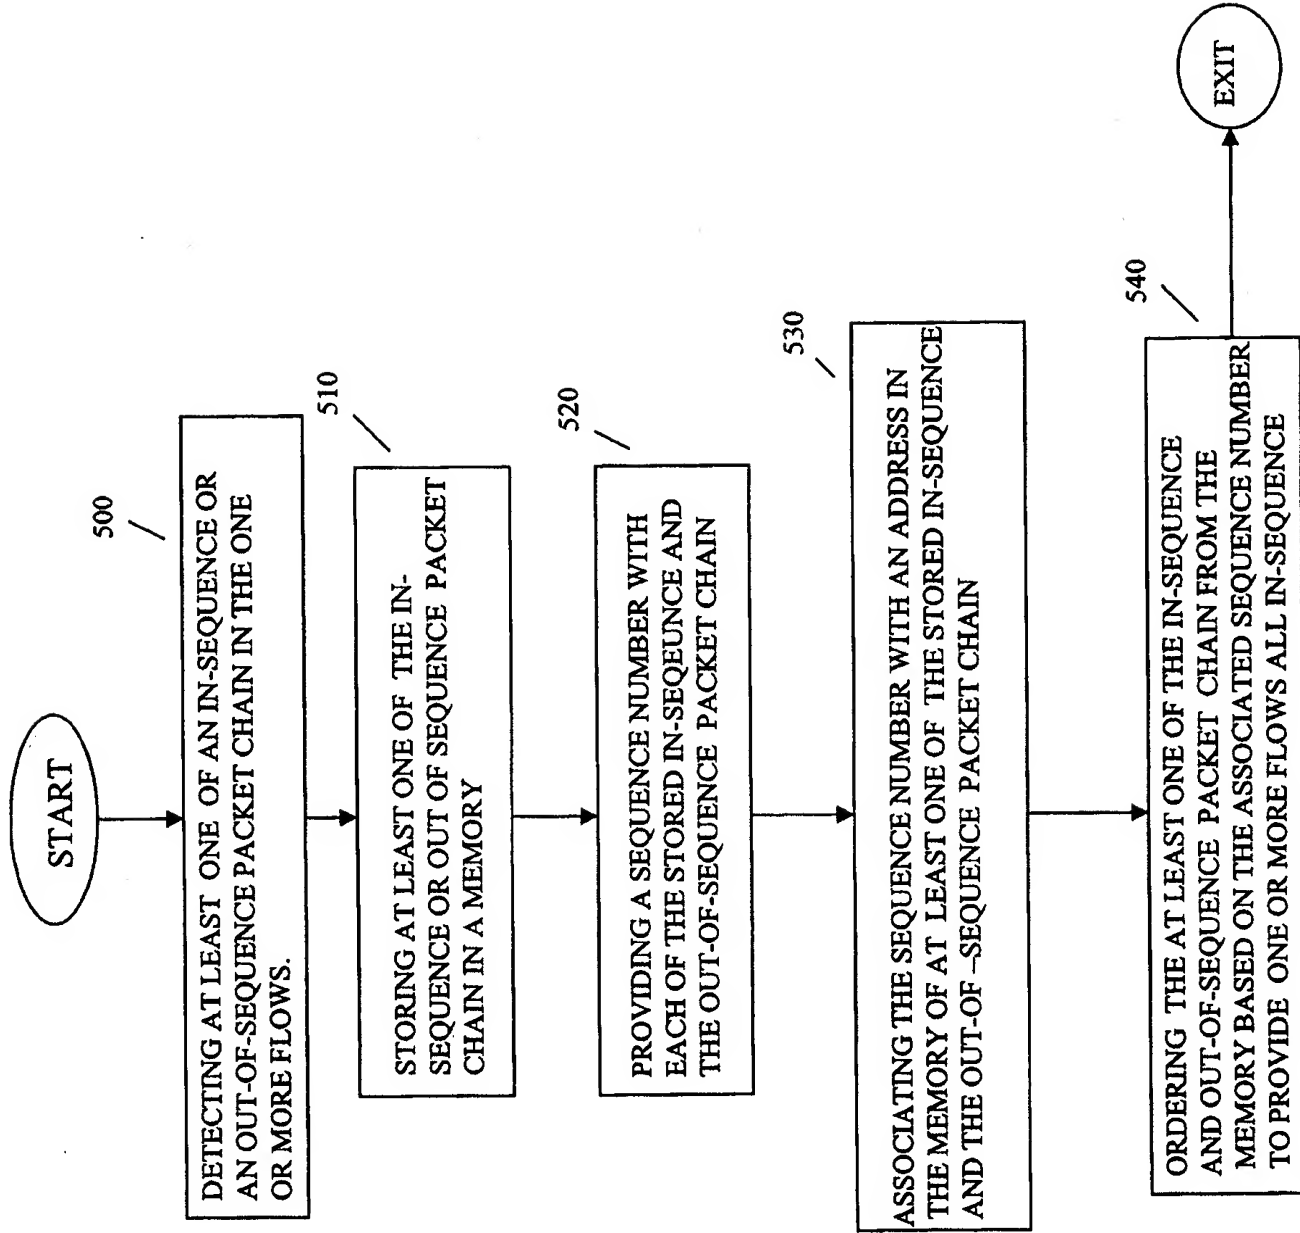 START
500
DETECTING AT LEAST ONE OF AN IN-SEQUENCE OR
AN OUT-OF-SEQUENCE PACKET CHAIN IN THE ONE
OR MORE FLOWS.
510
STORING AT LEAST ONE OF THE IN-
SEQUENCE OR OUT OF SEQUENCE PACKET
CHAIN IN A MEMORY
520
PROVIDING A SEQUENCE NUMBER WITH
EACH OF THE STORED IN-SEQEUNCE AND
THE OUT-OF-SEQUENCE PACKET CHAIN
530
ASSOCIATING THE SEQUENCE NUMBER WITH AN ADDRESS IN
THE MEMORY OF AT LEAST ONE OF THE STORED IN-SEQUENCE
AND THE OUT-OF –SEQUENCE PACKET CHAIN
540
ORDERING THE AT LEAST ONE OF THE IN-SEQUENCE
AND OUT-OF-SEQUENCE PACKET CHAIN FROM THE
MEMORY BASED ON THE ASSOCIATED SEQUENCE NUMBER
TO PROVIDE ONE OR MORE FLOWS ALL IN-SEQUENCE
EXIT